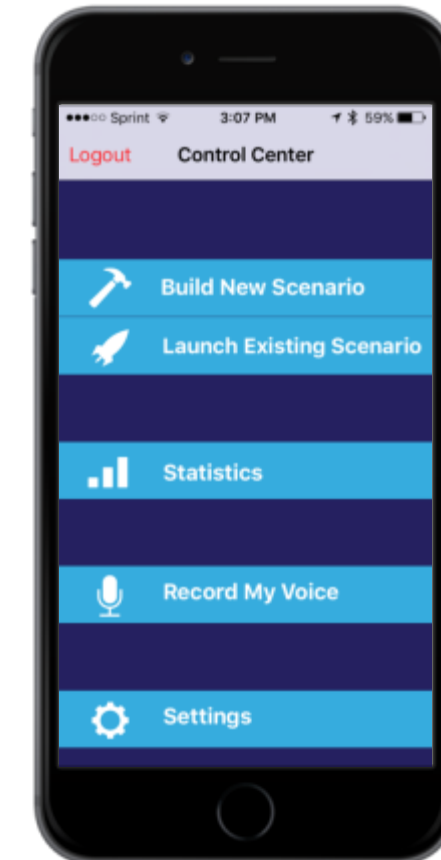 Sprint 3:07 PM 59%
Logout Control Center
Build New Scenario
Launch Existing Scenario
Statistics
Record My Voice
Settings